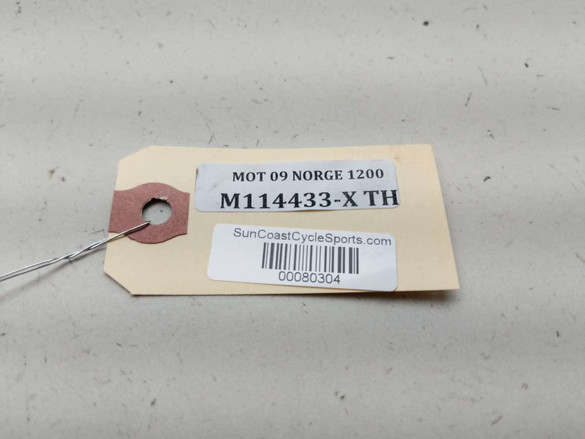 MOT 09 NORGE 1200
M114433-X TH
SunCoastCycleSports.com
00080304